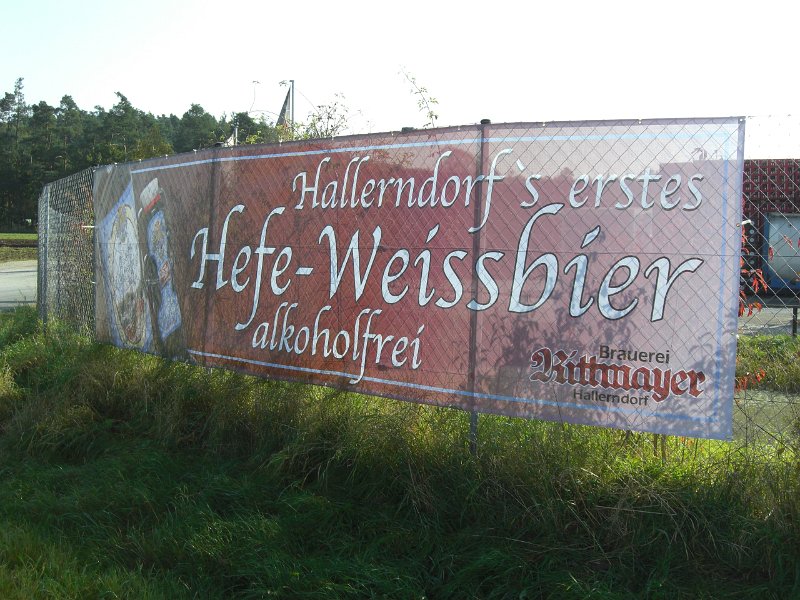 Hallerndorf`s erstes
Hefe-Weissbier
alkoholfrei
Brauerei
Rittmayer
Hallerndorf